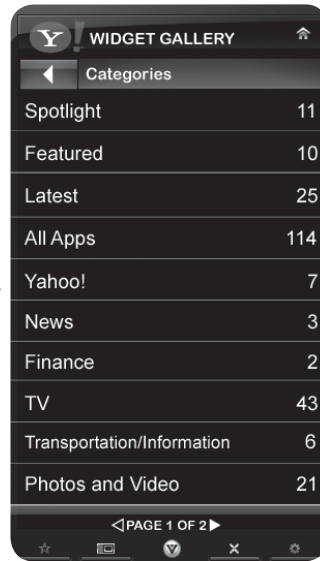 Y! WIDGET GALLERY
Categories
Spotlight 11
Featured 10
Latest 25
All Apps 114
Yahoo! 7
News 3
Finance 2
TV 43
Transportation/Information 6
Photos and Video 21
PAGE 1 OF 2